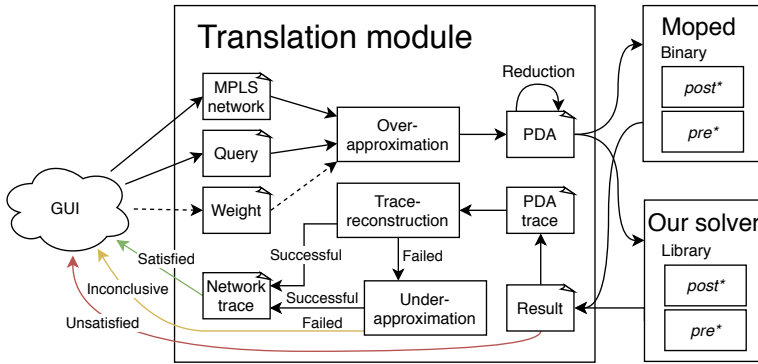 Translation module
Moped
Binary
post*
pre*
MPLS
network
Query
Weight
GUI
Over-
approximation
Reduction
PDA
Trace-
reconstruction
PDA
trace
Our solver
Library
post*
pre*
Successful
Failed
Satisfied
Network
trace
Successful
Under-
approximation
Result
Inconclusive
Failed
Unsatisfied